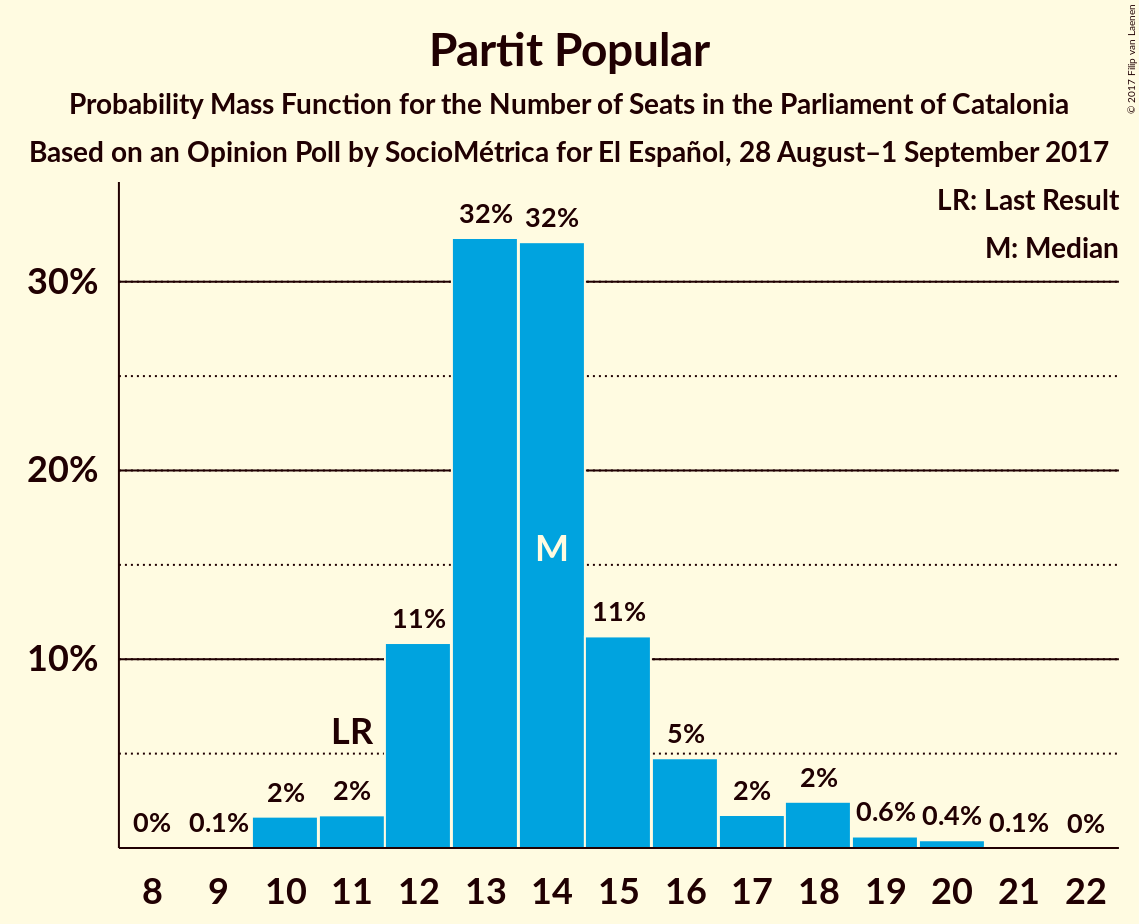 Partit Popular
Probability Mass Function for the Number of Seats in the Parliament of Catalonia
Based on an Opinion Poll by SocioMétrica for El Español, 28 August–1 September 2017
© 2017 Filip van Laenen
LR: Last Result
M: Median
32% 32%
30%
20%
M
11% 11%
10%
LR
5%
2% 2% 2% 2%
0% 0.1% 0.6% 0.4% 0.1% 0%
8 9 10 11 12 13 14 15 16 17 18 19 20 21 22